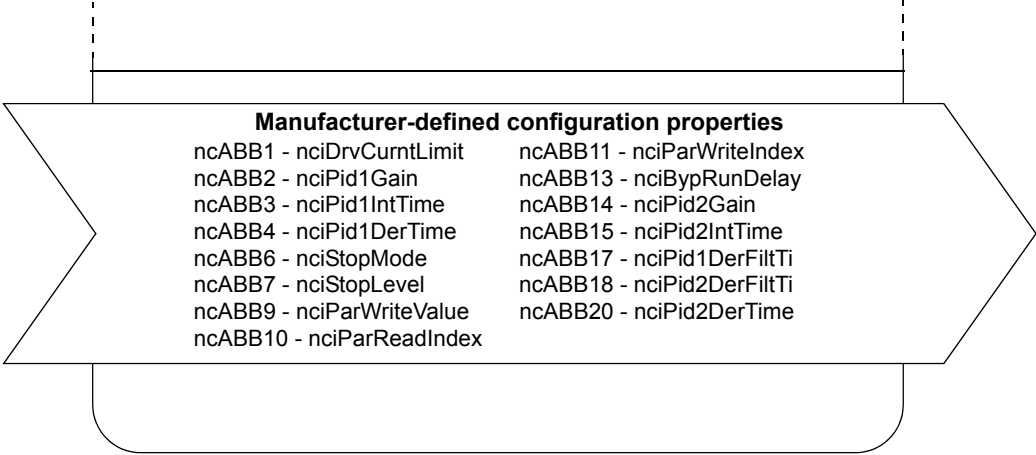 Manufacturer-defined configuration properties
ncABB1 - nciDrvCurntLimit
ncABB2 - nciPid1Gain
ncABB3 - nciPid1IntTime
ncABB4 - nciPid1DerTime
ncABB6 - nciStopMode
ncABB7 - nciStopLevel
ncABB9 - nciParWriteValue
ncABB10 - nciParReadIndex
ncABB11 - nciParWriteIndex
ncABB13 - nciBypRunDelay
ncABB14 - nciPid2Gain
ncABB15 - nciPid2IntTime
ncABB17 - nciPid1DerFiltTi
ncABB18 - nciPid2DerFiltTi
ncABB20 - nciPid2DerTime